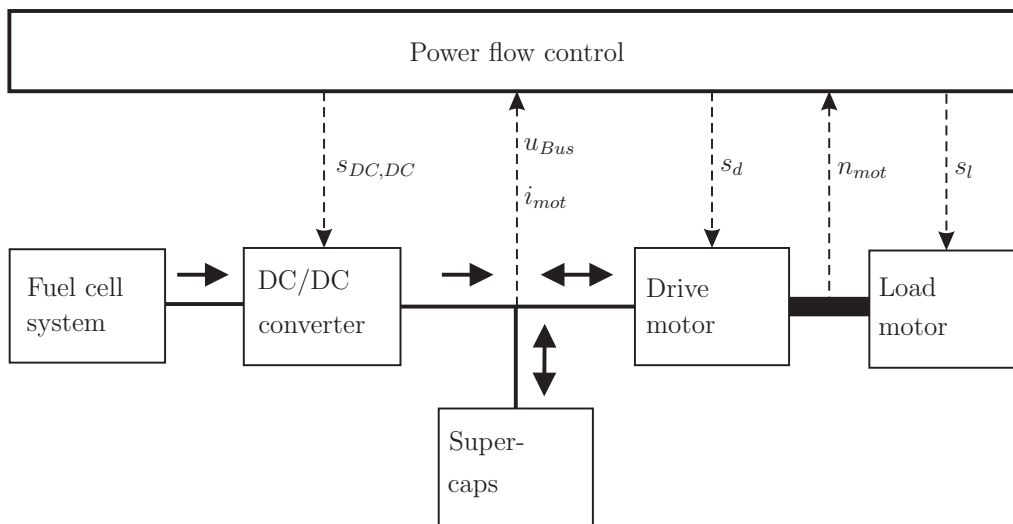 Power flow control
s_{DC,DC}
u_{Bus}
i_{mot}
s_d
n_{mot}
s_l
Fuel cell
system
DC/DC
converter
Drive
motor
Load
motor
Super-
caps